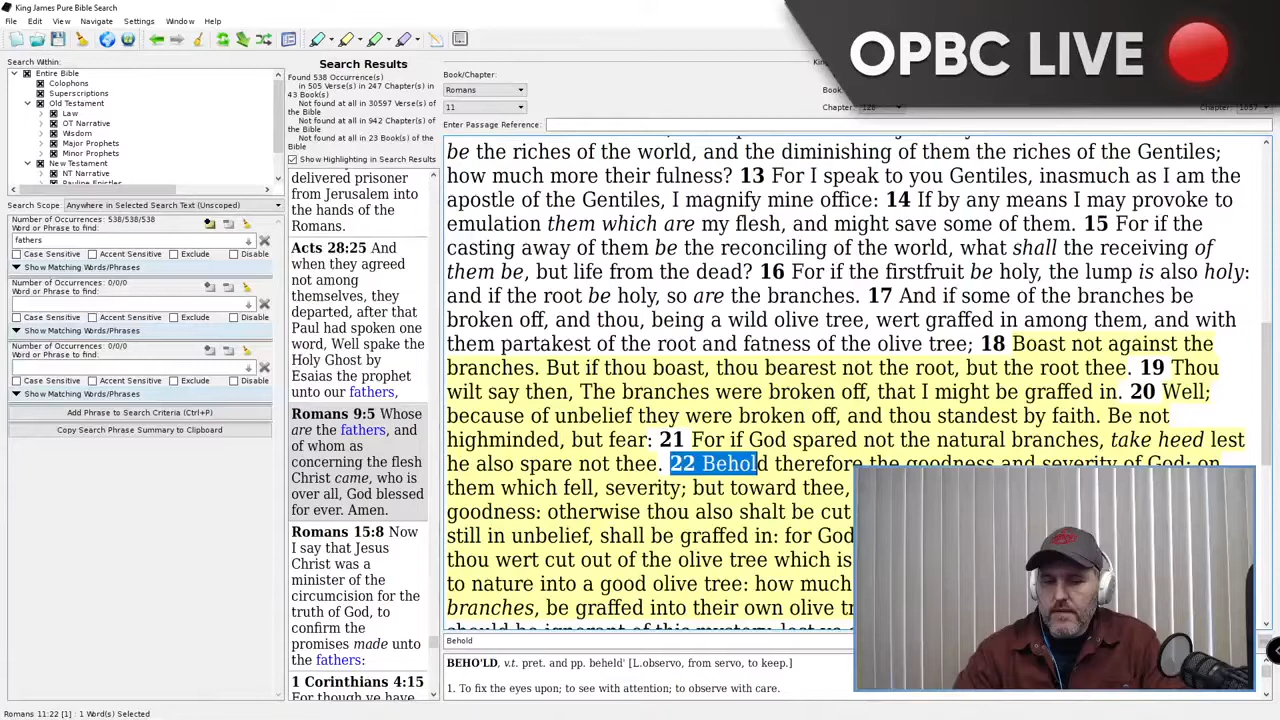 King James Pure Bible Search
File Edit View Navigate Settings Window Help
OPBC LIVE
Search Within:
Entire Bible
Colophons
Superscriptions
Old Testament
Law
OT Narrative
Wisdom
Major Prophets
Minor Prophets
New Testament
NT Narrative
Pauline Epistles
Search Scope: Anywhere in Selected Search Text (Unscoped)
Number of Occurrences: 538/538/538
Word or Phrase to find:
fathers
Case Sensitive Accent Sensitive Exclude Disable
Show Matching Words/Phrases
Number of Occurrences: 0/0/0
Word or Phrase to find:
Case Sensitive Accent Sensitive Exclude Disable
Show Matching Words/Phrases
Number of Occurrences: 0/0/0
Word or Phrase to find:
Case Sensitive Accent Sensitive Exclude Disable
Show Matching Words/Phrases
Add Phrase to Search Criteria (Ctrl+P)
Copy Search Phrase Summary to Clipboard
Search Results
Found 538 Occurrence(s)
in 505 Verse(s) in 247 Chapter(s) in
43 Book(s)
Not found at all in 30597 Verse(s) of
the Bible
Not found at all in 942 Chapter(s) of
the Bible
Not found at all in 23 Book(s) of the
Bible
Show Highlighting in Search Results
delivered prisoner
from Jerusalem into
the hands of the
Romans.
Acts 28:25 And
when they agreed
not among
themselves, they
departed, after that
Paul had spoken one
word, Well spake the
Holy Ghost by
Esaias the prophet
unto our fathers,
Romans 9:5 Whose
are the fathers, and
of whom as
concerning the flesh
Christ came, who is
over all, God blessed
for ever. Amen.
Romans 15:8 Now
I say that Jesus
Christ was a
minister of the
circumcision for the
truth of God, to
confirm the
promises made unto
the fathers:
1 Corinthians 4:15
For though ye have
Book/Chapter:
Romans
11
Chapter:
Enter Passage Reference:
be the riches of the world, and the diminishing of them the riches of the Gentiles;
how much more their fulness? 13 For I speak to you Gentiles, inasmuch as I am the
apostle of the Gentiles, I magnify mine office: 14 If by any means I may provoke to
emulation them which are my flesh, and might save some of them. 15 For if the
casting away of them be the reconciling of the world, what shall the receiving of
them be, but life from the dead? 16 For if the firstfruit be holy, the lump is also holy:
and if the root be holy, so are the branches. 17 And if some of the branches be
broken off, and thou, being a wild olive tree, wert graffed in among them, and with
them partakest of the root and fatness of the olive tree; 18 Boast not against the
branches. But if thou boast, thou bearest not the root, but the root thee. 19 Thou
wilt say then, The branches were broken off, that I might be graffed in. 20 Well;
because of unbelief they were broken off, and thou standest by faith. Be not
highminded, but fear: 21 For if God spared not the natural branches, take heed lest
he also spare not thee. 22 Behold therefore the goodness and severity of God: on
them which fell, severity; but toward thee,
goodness: otherwise thou also shalt be cut
still in unbelief, shall be graffed in: for God
thou wert cut out of the olive tree which is
to nature into a good olive tree: how much
branches, be graffed into their own olive
should be ignorant of this mystery, lest ye
Behold
BEHO'LD, v.t. pret. and pp. beheld' [L.observo, from servo, to keep.]
1. To fix the eyes upon; to see with attention; to observe with care.
Romans 11:22 [1] 1 Word(s) Selected